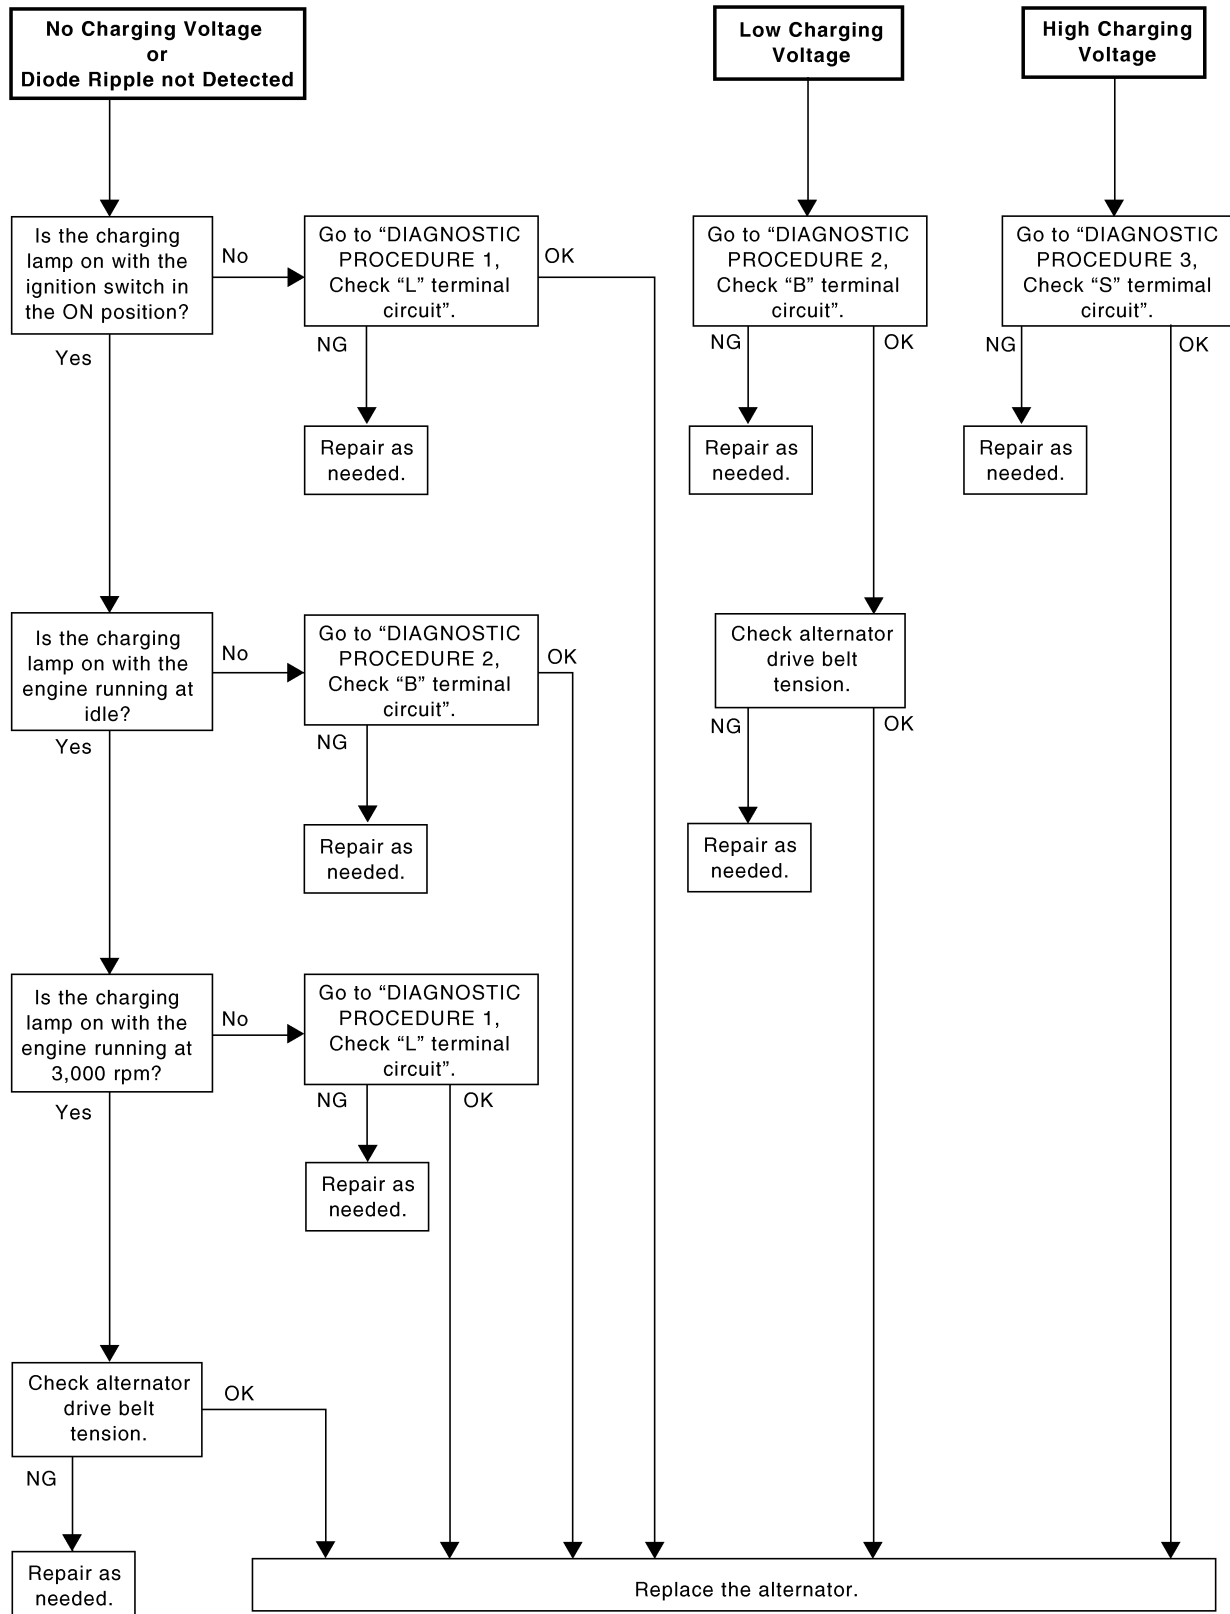 No Charging Voltage
or
Diode Ripple not Detected
Low Charging
Voltage
High Charging
Voltage
Is the charging
lamp on with the
ignition switch in
the ON position?
No
Go to “DIAGNOSTIC
PROCEDURE 1,
Check “L” terminal
circuit”.
OK
Go to “DIAGNOSTIC
PROCEDURE 2,
Check “B” terminal
circuit”.
Go to “DIAGNOSTIC
PROCEDURE 3,
Check “S” termimal
circuit”.
Yes
NG
NG
OK
NG
OK
Repair as
needed.
Repair as
needed.
Repair as
needed.
Is the charging
lamp on with the
engine running at
idle?
No
Go to “DIAGNOSTIC
PROCEDURE 2,
Check “B” terminal
circuit”.
OK
Check alternator
drive belt
tension.
Yes
NG
NG
OK
Repair as
needed.
Repair as
needed.
Is the charging
lamp on with the
engine running at
3,000 rpm?
No
Go to “DIAGNOSTIC
PROCEDURE 1,
Check “L” terminal
circuit”.
Yes
NG
OK
Repair as
needed.
Check alternator
drive belt
tension.
OK
NG
Repair as
needed.
Replace the alternator.